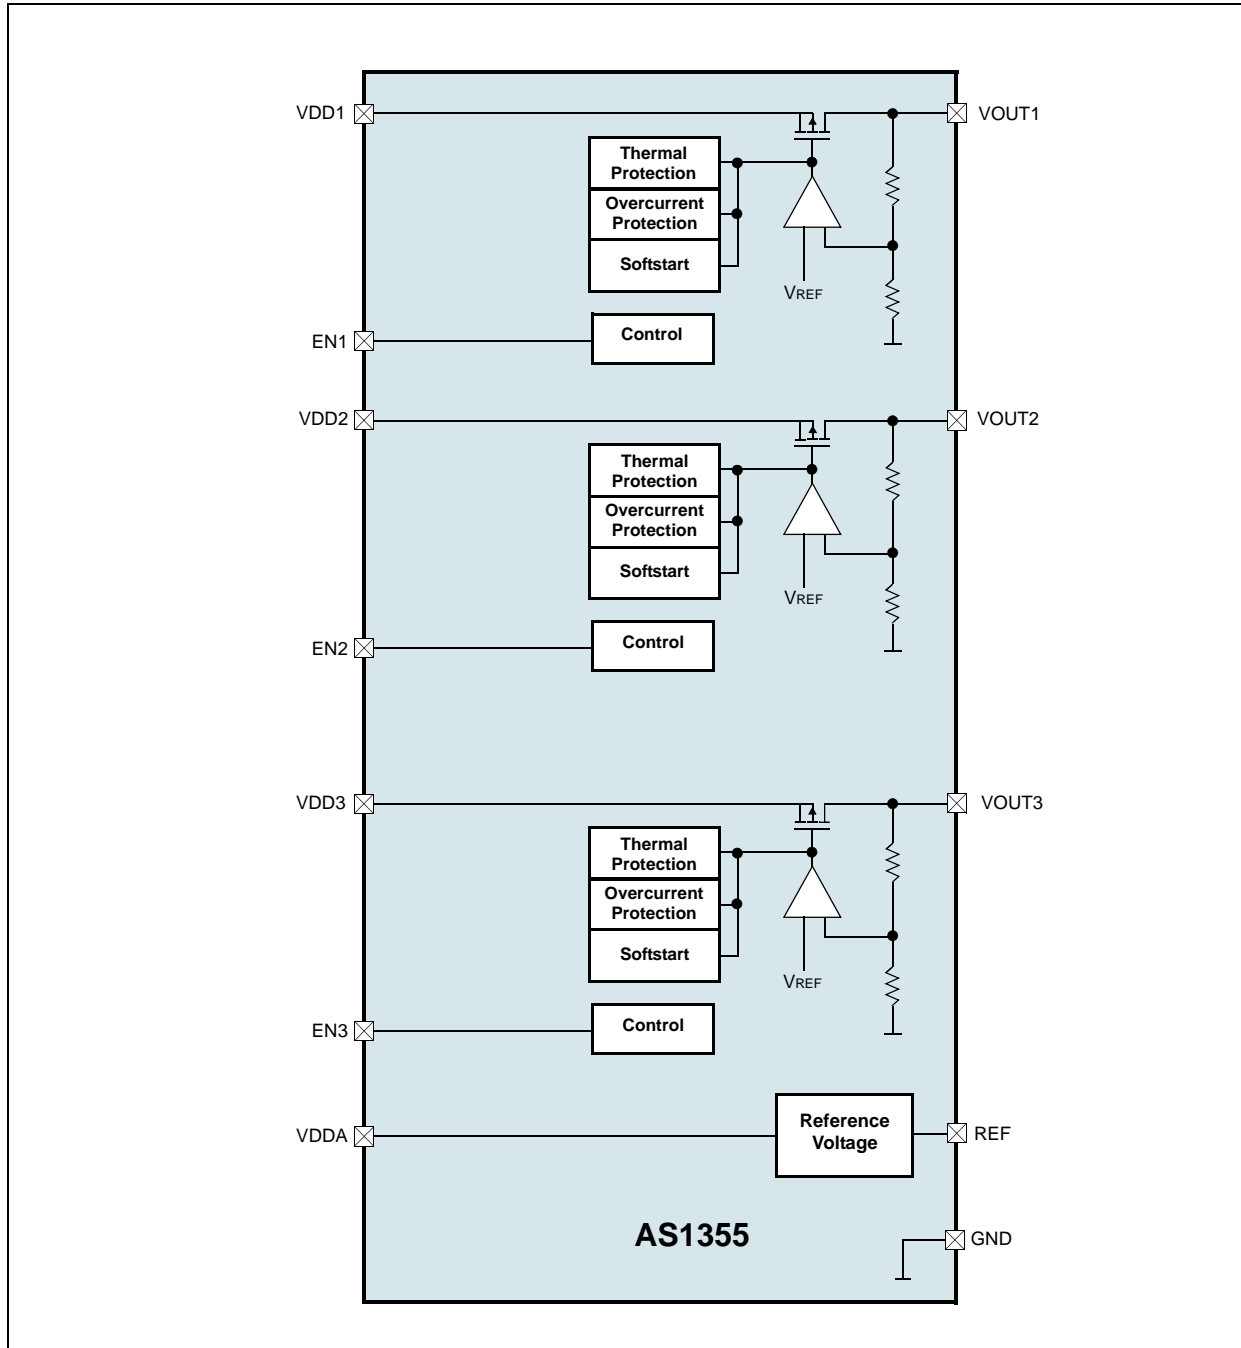 VDD1
VOUT1
Thermal
Protection
Overcurrent
Protection
Softstart
VREF
EN1
Control
VDD2
VOUT2
Thermal
Protection
Overcurrent
Protection
Softstart
VREF
EN2
Control
VDD3
VOUT3
Thermal
Protection
Overcurrent
Protection
Softstart
VREF
EN3
Control
VDDA
Reference
Voltage
REF
AS1355
GND